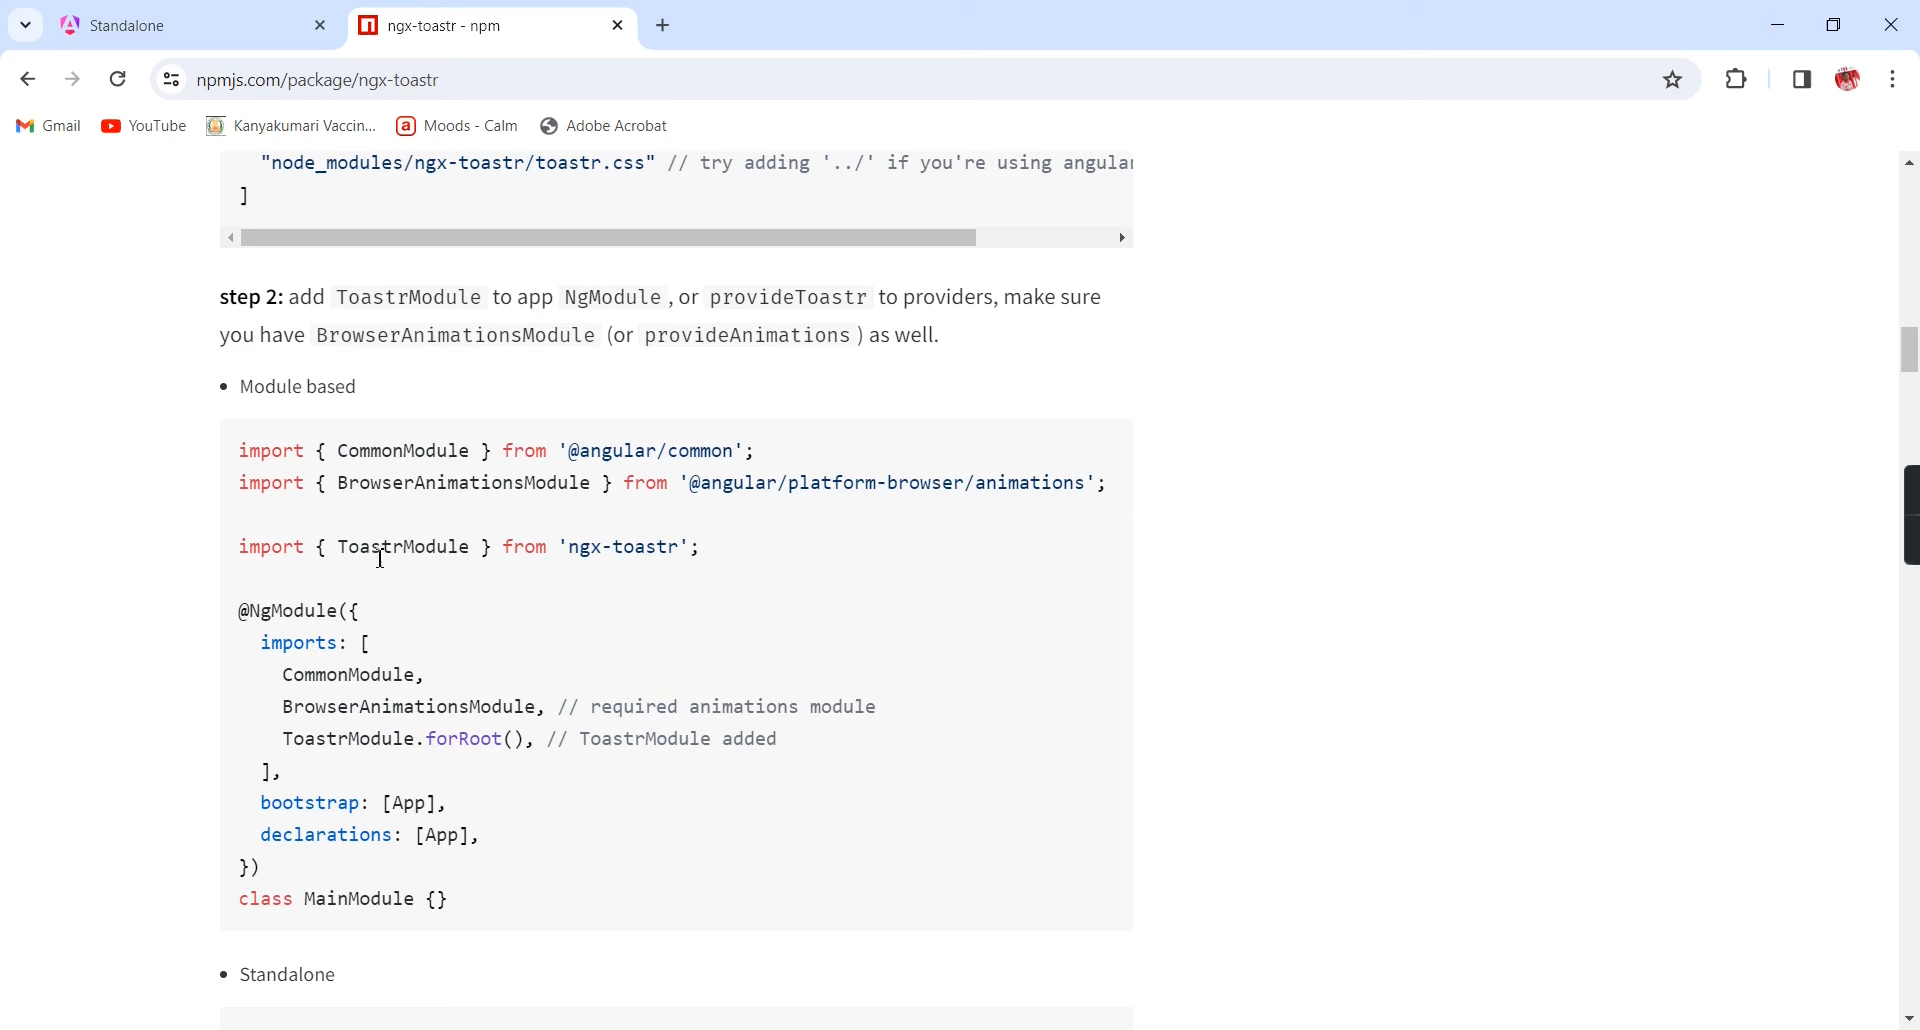 Standalone
ngx-toastr - npm
npmjs.com/package/ngx-toastr
Gmail
YouTube
Kanyakumari Vaccin...
Moods - Calm
Adobe Acrobat
"node_modules/ngx-toastr/toastr.css" // try adding '../' if you're using angular
]
step 2: add ToastrModule to app NgModule , or provideToastr to providers, make sure
you have BrowserAnimationsModule (or provideAnimations ) as well.
• Module based
import { CommonModule } from '@angular/common';
import { BrowserAnimationsModule } from '@angular/platform-browser/animations';
import { ToastrModule } from 'ngx-toastr';
@NgModule({
imports: [
CommonModule,
BrowserAnimationsModule, // required animations module
ToastrModule.forRoot(), // ToastrModule added
],
bootstrap: [App],
declarations: [App],
})
class MainModule {}
• Standalone